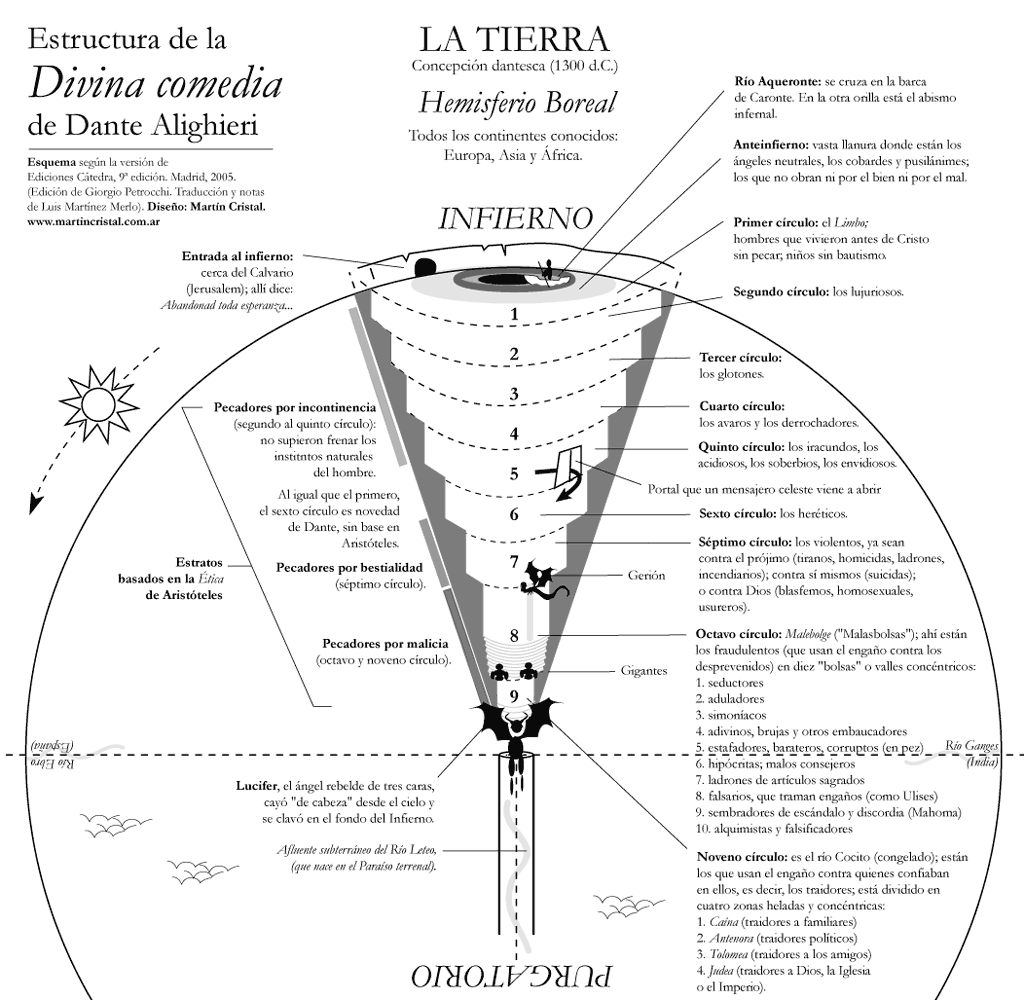 Estructura de la
Divina comedia
de Dante Alighieri
Esquema según la versión de
Ediciones Cátedra, 9ª edición. Madrid, 2005.
(Edición de Giorgio Petrocchi. Traducción y notas
de Luis Martínez Merlo). Diseño: Martín Cristal.
www.martincristal.com.ar
LA TIERRA
Concepción dantesca (1300 d.C.)
Hemisferio Boreal
Todos los continentes conocidos:
Europa, Asia y África.
INFIERNO
Río Aqueronte: se cruza en la barca
de Caronte. En la otra orilla está el abismo
infernal.
Anteinfierno: vasta llanura donde están los
ángeles neutrales, los cobardes y pusilánimes;
los que no obran ni por el bien ni por el mal.
Primer círculo: el Limbo;
hombres que vivieron antes de Cristo
sin pecar; niños sin bautismo.
Segundo círculo: los lujuriosos.
Tercer círculo:
los glotones.
Cuarto círculo:
los avaros y los derrochadores.
Quinto círculo: los iracundos, los
acidiosos, los soberbios, los envidiosos.
Portal que un mensajero celeste viene a abrir
Sexto círculo: los heréticos.
Séptimo círculo: los violentos, ya sean
contra el prójimo (tiranos, homicidas, ladrones,
incendiarios); contra sí mismos (suicidas);
o contra Dios (blasfemos, homosexuales,
usureros).
Gerión
Octavo círculo: Malebolge ("Malasbolsas"); ahí están
los fraudulentos (que usan el engaño contra los
desprevenidos) en diez "bolsas" o valles concéntricos:
1. seductores
2. aduladores
3. simoníacos
4. adivinos, brujas y otros embaucadores
5. estafadores, barateros, corruptos (en pez)
6. hipócritas; malos consejeros
7. ladrones de artículos sagrados
8. falsarios, que traman engaños (como Ulises)
9. sembradores de escándalo y discordia (Mahoma)
10. alquimistas y falsificadores
Gigantes
Río Ganges
(India)
Noveno círculo: es el río Cocito (congelado); están
los que usan el engaño contra quienes confiaban
en ellos, es decir, los traidores; está dividido en
cuatro zonas heladas y concéntricas:
1. Caína (traidores a familiares)
2. Antenora (traidores políticos)
3. Tolomea (traidores a los amigos)
4. Judea (traidores a Dios, la Iglesia
o el Imperio).
Entrada al infierno:
cerca del Calvario
(Jerusalem); allí dice:
Abandonad toda esperanza...
Pecadores por incontinencia
(segundo al quinto círculo):
no supieron frenar los
institntos naturales
del hombre.
Al igual que el primero,
el sexto círculo es novedad
de Dante, sin base en
Aristóteles.
Estratos
basados en la Ética
de Aristóteles
Pecadores por bestialidad
(séptimo círculo).
Pecadores por malicia
(octavo y noveno círculo).
1
2
3
4
5
6
7
8
9
Río Ebro
(España)
Lucifer, el ángel rebelde de tres caras,
cayó "de cabeza" desde el cielo y
se clavó en el fondo del Infierno.
Afluente subterráneo del Río Leteo,
(que nace en el Paraíso terrenal).
PURGATORIO